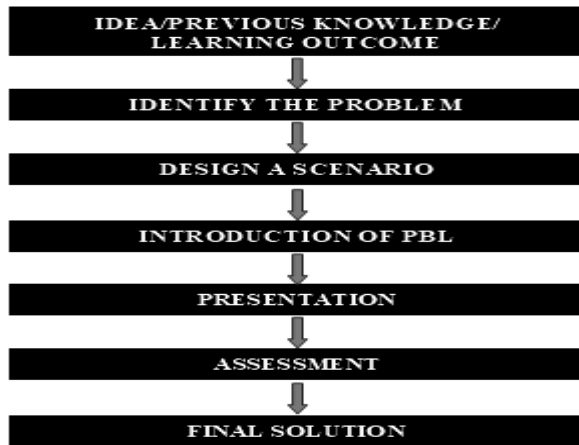 IDEA/PREVIOUS KNOWLEDGE/
LEARNING OUTCOME
IDENTIFY THE PROBLEM
DESIGN A SCENARIO
INTRODUCTION OF PBL
PRESENTATION
ASSESSMENT
FINAL SOLUTION